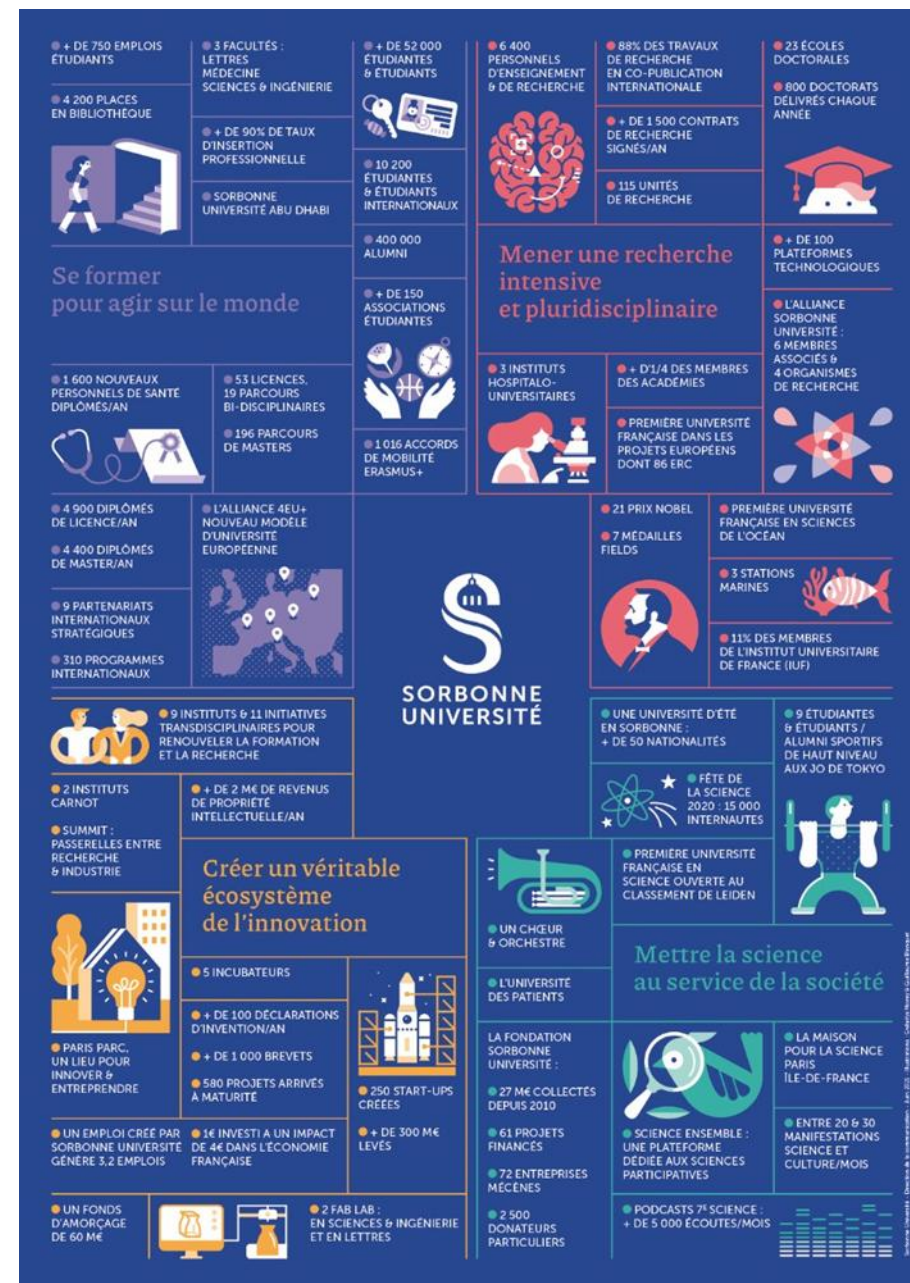 + DE 750 EMPLOIS
ÉTUDIANTS
4 200 PLACES
EN BIBLIOTHÈQUE
3 FACULTÉS :
LETTRES
MÉDECINE
SCIENCES & INGÉNIERIE
+ DE 90% DE TAUX
D'INSERTION
PROFESSIONNELLE
SORBONNE
UNIVERSITÉ ABU DHABI
+ DE 52 000
ÉTUDIANTES
& ÉTUDIANTS
10 200
ÉTUDIANTES
& ÉTUDIANTS
INTERNATIONAUX
400 000
ALUMNI
+ DE 150
ASSOCIATIONS
ÉTUDIANTES
1 016 ACCORDS
DE MOBILITÉ
ERASMUS+
Se former
pour agir sur le monde
1 600 NOUVEAUX
PERSONNELS DE SANTÉ
DIPLÔMÉS/AN
53 LICENCES,
19 PARCOURS
BI-DISCIPLINAIRES
196 PARCOURS
DE MASTERS
4 900 DIPLÔMÉS
DE LICENCE/AN
4 400 DIPLÔMÉS
DE MASTER/AN
9 PARTENARIATS
INTERNATIONAUX
STRATÉGIQUES
310 PROGRAMMES
INTERNATIONAUX
L'ALLIANCE 4EU+
NOUVEAU MODÈLE
D'UNIVERSITÉ
EUROPÉENNE
6 400
PERSONNELS
D'ENSEIGNEMENT
& DE RECHERCHE
88% DES TRAVAUX
DE RECHERCHE
EN CO-PUBLICATION
INTERNATIONALE
+ DE 1 500 CONTRATS
DE RECHERCHE
SIGNÉS/AN
115 UNITÉS
DE RECHERCHE
23 ÉCOLES
DOCTORALES
800 DOCTORATS
DÉLIVRÉS CHAQUE
ANNÉE
Mener une recherche
intensive
et pluridisciplinaire
+ DE 100
PLATEFORMES
TECHNOLOGIQUES
L'ALLIANCE
SORBONNE
UNIVERSITÉ :
6 MEMBRES
ASSOCIÉS &
4 ORGANISMES
DE RECHERCHE
3 INSTITUTS
HOSPITALO-
UNIVERSITAIRES
+ D'1/4 DES MEMBRES
DES ACADÉMIES
PREMIÈRE UNIVERSITÉ
FRANÇAISE DANS LES
PROJETS EUROPÉENS
DONT 86 ERC
21 PRIX NOBEL
7 MÉDAILLES
FIELDS
PREMIÈRE UNIVERSITÉ
FRANÇAISE EN SCIENCES
DE L'OCÉAN
3 STATIONS
MARINES
11% DES MEMBRES
DE L'INSTITUT UNIVERSITAIRE
DE FRANCE (IUF)
SORBONNE
UNIVERSITÉ
9 INSTITUTS & 11 INITIATIVES
TRANSDISCIPLINAIRES POUR
RENOUVELER LA FORMATION
ET LA RECHERCHE
2 INSTITUTS
CARNOT
SUMMIT :
PASSERELLES ENTRE
RECHERCHE
& INDUSTRIE
+ DE 2 M€ DE REVENUS
DE PROPRIÉTÉ
INTELLECTUELLE/AN
Créer un véritable
écosystème
de l'innovation
PARIS PARC,
UN LIEU POUR
INNOVER &
ENTREPRENDRE
5 INCUBATEURS
+ DE 100 DÉCLARATIONS
D'INVENTION/AN
+ DE 1 000 BREVETS
580 PROJETS ARRIVÉS
À MATURITÉ
250 START-UPS
CRÉÉES
+ DE 300 M€
LEVÉS
UN EMPLOI CRÉÉ PAR
SORBONNE UNIVERSITÉ
GÉNÈRE 3,2 EMPLOIS
1€ INVESTI A UN IMPACT
DE 4€ DANS L'ÉCONOMIE
FRANÇAISE
UN FONDS
D'AMORÇAGE
DE 60 M€
2 FAB LAB :
EN SCIENCES & INGÉNIERIE
ET EN LETTRES
UNE UNIVERSITÉ D'ÉTÉ
EN SORBONNE :
+ DE 50 NATIONALITÉS
FÊTE DE
LA SCIENCE
2020 : 15 000
INTERNAUTES
9 ÉTUDIANTES
& ÉTUDIANTS /
ALUMNI SPORTIFS
DE HAUT NIVEAU
AUX JO DE TOKYO
PREMIÈRE UNIVERSITÉ
FRANÇAISE EN
SCIENCE OUVERTE AU
CLASSEMENT DE LEIDEN
UN CHŒUR
& ORCHESTRE
L'UNIVERSITÉ
DES PATIENTS
Mettre la science
au service de la société
LA FONDATION
SORBONNE
UNIVERSITÉ :
27 M€ COLLECTÉS
DEPUIS 2010
61 PROJETS
FINANCÉS
72 ENTREPRISES
MÉCÈNES
2 500
DONATEURS
PARTICULIERS
SCIENCE ENSEMBLE :
UNE PLATEFORME
DÉDIÉE AUX SCIENCES
PARTICIPATIVES
LA MAISON
POUR LA SCIENCE
PARIS
ÎLE-DE-FRANCE
ENTRE 20 & 30
MANIFESTATIONS
SCIENCE ET
CULTURE/MOIS
PODCASTS 7E SCIENCE :
+ DE 5 000 ÉCOUTES/MOIS